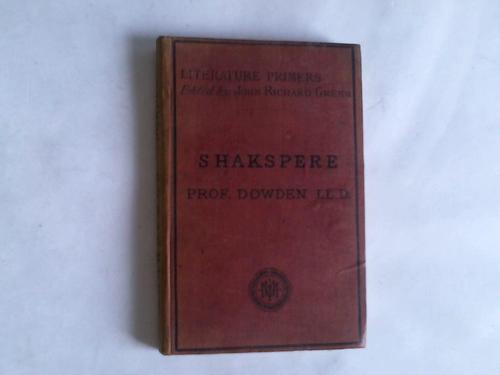 LITERATURE PRIMERS
Edited by JOHN RICHARD GREEN
SHAKSPERE
PROF. DOWDEN LL.D.